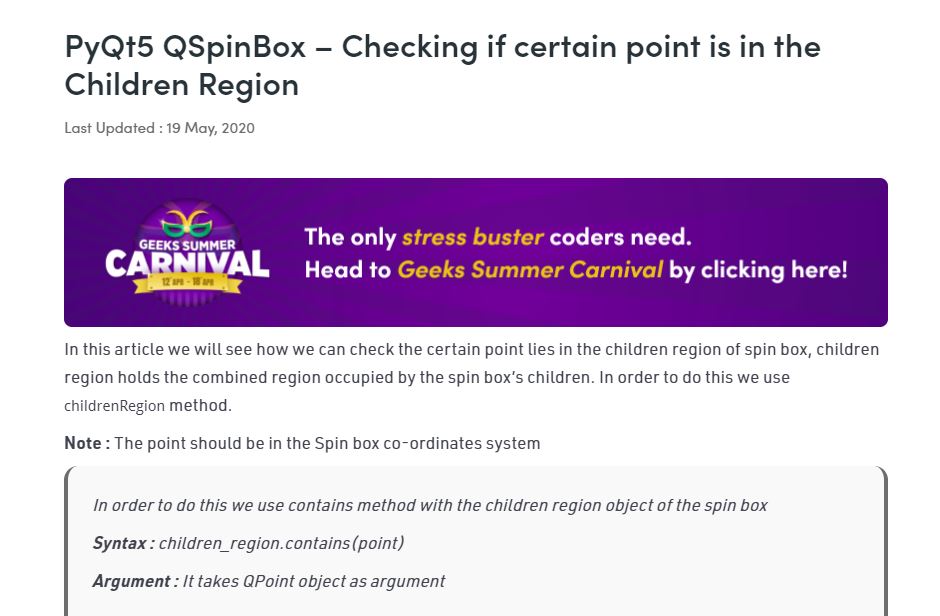 PyQt5 QSpinBox – Checking if certain point is in the
Children Region
Last Updated : 19 May, 2020
GEEKS SUMMER
CARNIVAL
12 APR - 18 APR
The only stress buster coders need.
Head to Geeks Summer Carnival by clicking here!
In this article we will see how we can check the certain point lies in the children region of spin box, children
region holds the combined region occupied by the spin box’s children. In order to do this we use
childrenRegion method.
Note : The point should be in the Spin box co-ordinates system
In order to do this we use contains method with the children region object of the spin box
Syntax : children_region.contains(point)
Argument : It takes QPoint object as argument